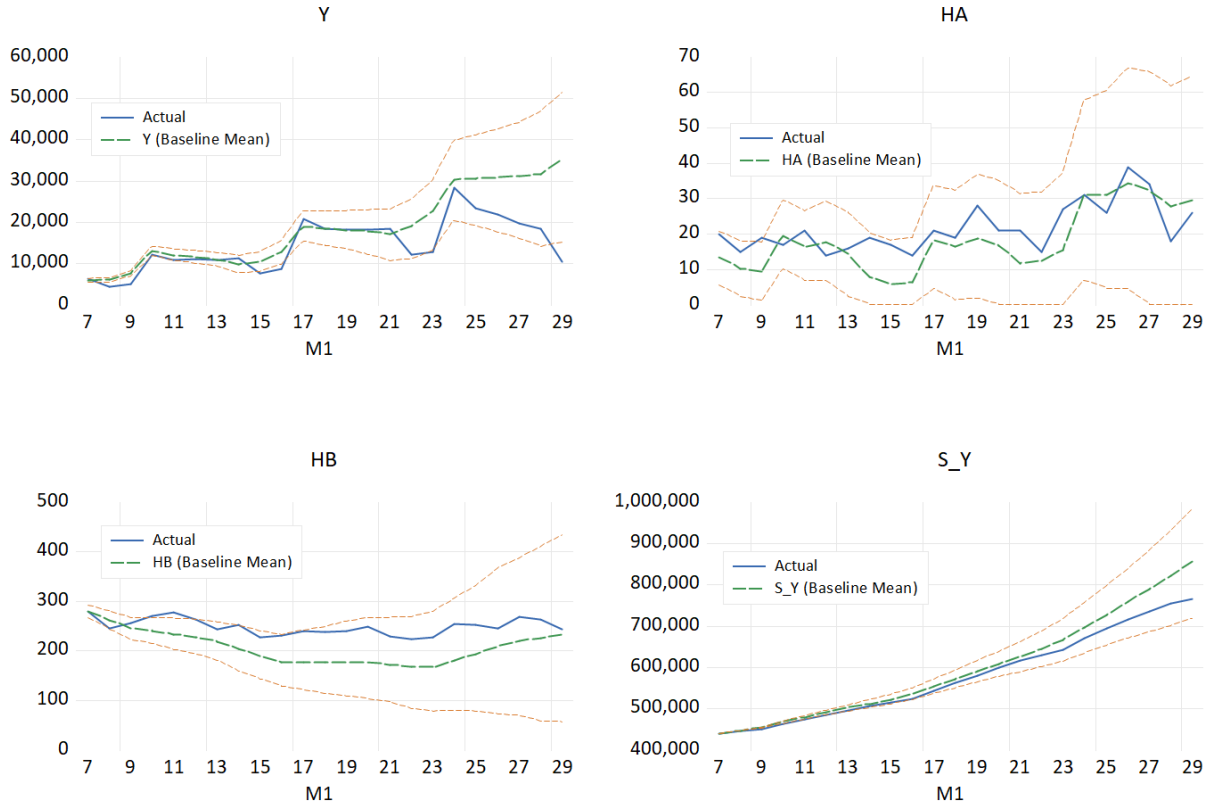 Y
60,000
50,000
40,000
30,000
20,000
10,000
0
Actual
Y (Baseline Mean)
7 9 11 13 15 17 19 21 23 25 27 29
M1
HA
70
60
50
40
30
20
10
0
Actual
HA (Baseline Mean)
7 9 11 13 15 17 19 21 23 25 27 29
M1
HB
500
400
300
200
100
0
Actual
HB (Baseline Mean)
7 9 11 13 15 17 19 21 23 25 27 29
M1
S_Y
1,000,000
900,000
800,000
700,000
600,000
500,000
400,000
Actual
S_Y (Baseline Mean)
7 9 11 13 15 17 19 21 23 25 27 29
M1